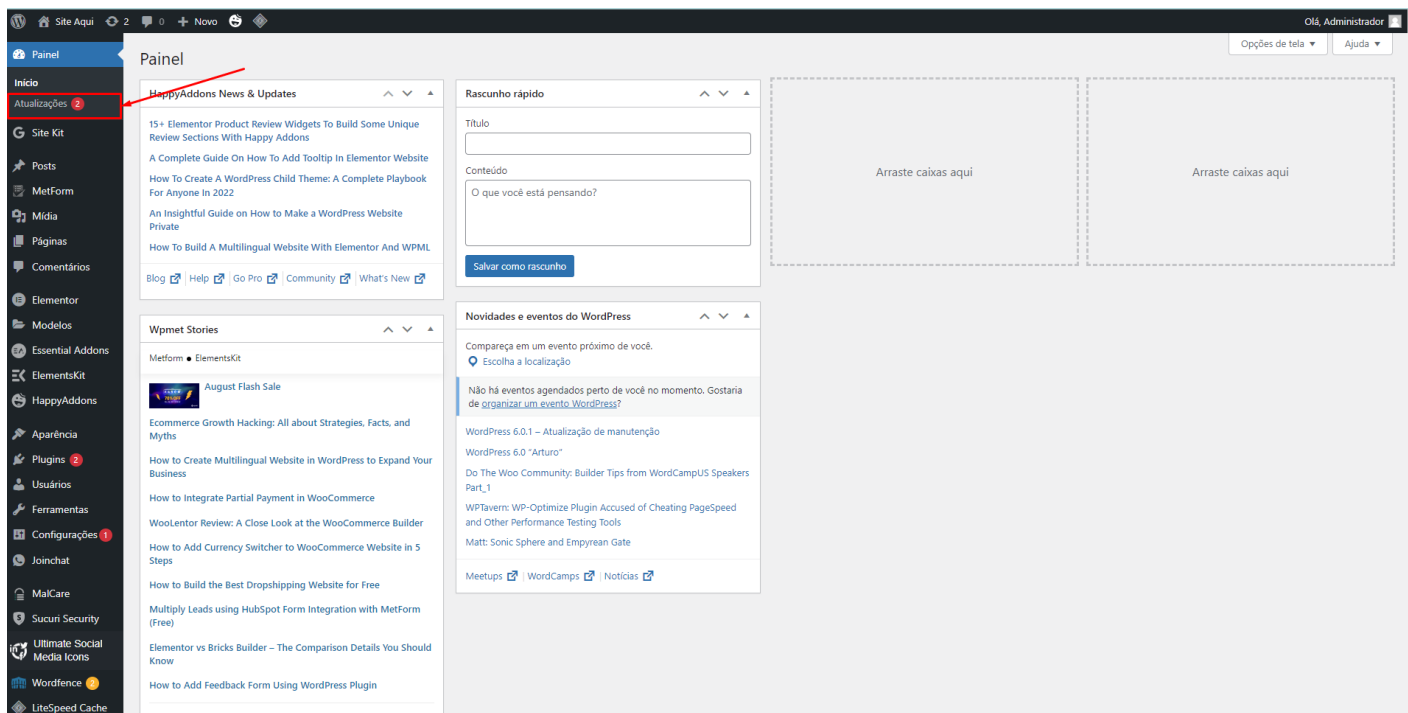 Site Aqui 2 0 + Novo
Olá, Administrador
Opções de tela ▼ Ajuda ▼
Painel
Início
Atualizações 2
Site Kit
Posts
MetForm
Mídia
Páginas
Comentários
Elementor
Modelos
Essential Addons
ElementsKit
HappyAddons
Aparência
Plugins 2
Usuários
Ferramentas
Configurações 1
Joinchat
MalCare
Sucuri Security
Ultimate Social
Media Icons
Wordfence 2
LiteSpeed Cache
Painel
HappyAddons News & Updates
15+ Elementor Product Review Widgets To Build Some Unique
Review Sections With Happy Addons
A Complete Guide On How To Add Tooltip In Elementor Website
How To Create A WordPress Child Theme: A Complete Playbook
For Anyone In 2022
An Insightful Guide on How to Make a WordPress Website
Private
How To Build A Multilingual Website With Elementor And WPML
Blog | Help | Go Pro | Community | What's New
Wpmet Stories
Metform ● ElementsKit
August Flash Sale
Ecommerce Growth Hacking: All about Strategies, Facts, and
Myths
How to Create Multilingual Website in WordPress to Expand Your
Business
How to Integrate Partial Payment in WooCommerce
WooLentor Review: A Close Look at the WooCommerce Builder
How to Add Currency Switcher to WooCommerce Website in 5
Steps
How to Build the Best Dropshipping Website for Free
Multiply Leads using HubSpot Form Integration with MetForm
(Free)
Elementor vs Bricks Builder – The Comparison Details You Should
Know
How to Add Feedback Form Using WordPress Plugin
Rascunho rápido
Título
Conteúdo
O que você está pensando?
Salvar como rascunho
Novidades e eventos do WordPress
Compareça em um evento próximo de você.
Escolha a localização
Não há eventos agendados perto de você no momento. Gostaria
de organizar um evento WordPress?
WordPress 6.0.1 – Atualização de manutenção
WordPress 6.0 "Arturo"
Do The Woo Community: Builder Tips from WordCampUS Speakers
Part_1
WPTavern: WP-Optimize Plugin Accused of Cheating PageSpeed
and Other Performance Testing Tools
Matt: Sonic Sphere and Empyrean Gate
Meetups | WordCamps | Notícias
Arraste caixas aqui
Arraste caixas aqui